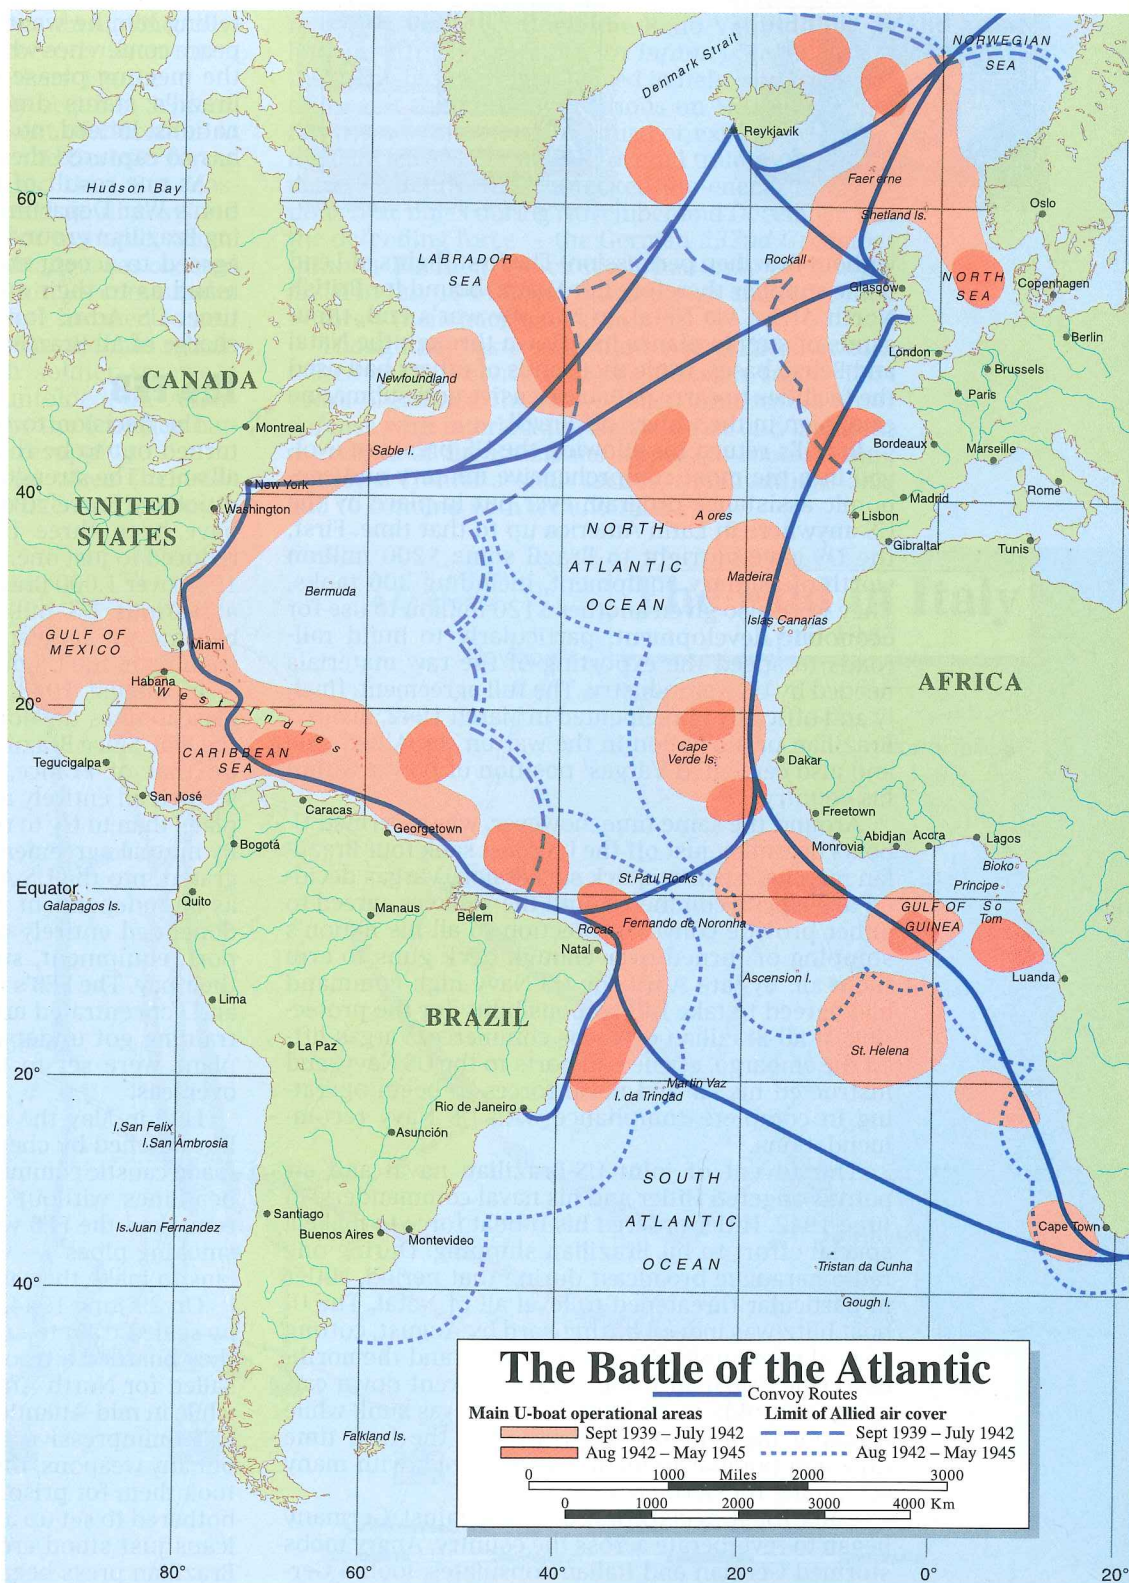 Denmark Strait
NORWEGIAN
SEA
Reykjavik
Hudson Bay
60°
Faer erne
Shetland Is.
Oslo
LABRADOR
SEA
Rockall
NORTH
SEA
Glasgow
Copenhagen
London
Berlin
Brussels
CANADA
Newfoundland
Paris
Montreal
Sable I.
Bordeaux
Marseille
40°
New York
UNITED
STATES
Washington
Madrid
Rome
A ores
Lisbon
NORTH
ATLANTIC
OCEAN
Gibraltar
Tunis
Bermuda
Madeira
Islas Canarias
GULF OF
MEXICO
Miami
Habana
West Indies
AFRICA
20°
CARIBBEAN
SEA
Cape
Verde Is.
Dakar
Tegucigalpa
San José
Caracas
Georgetown
Freetown
Monrovia
Abidjan
Accra
Lagos
Bogotá
Bioko
St.Paul Rocks
Principe
Equator
Galapagos Is.
Quito
Manaus
Belem
Rocas
Fernando de Noronha
GULF OF
GUINEA
S o
Tom
Natal
Ascension I.
Luanda
Lima
BRAZIL
La Paz
St. Helena
20°
Martin Vaz
I. da Trindad
Rio de Janeiro
I.San Felix
I.San Ambrosia
Asunción
SOUTH
ATLANTIC
OCEAN
Is.Juan Fernandez
Santiago
Buenos Aires
Montevideo
Cape Town
Tristan da Cunha
40°
Gough I.
Falkland Is.
The Battle of the Atlantic
Convoy Routes
Main U-boat operational areas
Limit of Allied air cover
Sept 1939 – July 1942
Sept 1939 – July 1942
Aug 1942 – May 1945
Aug 1942 – May 1945
0 1000 Miles 2000 3000
0 1000 2000 3000 4000 Km
80° 60° 40° 20° 0° 20°